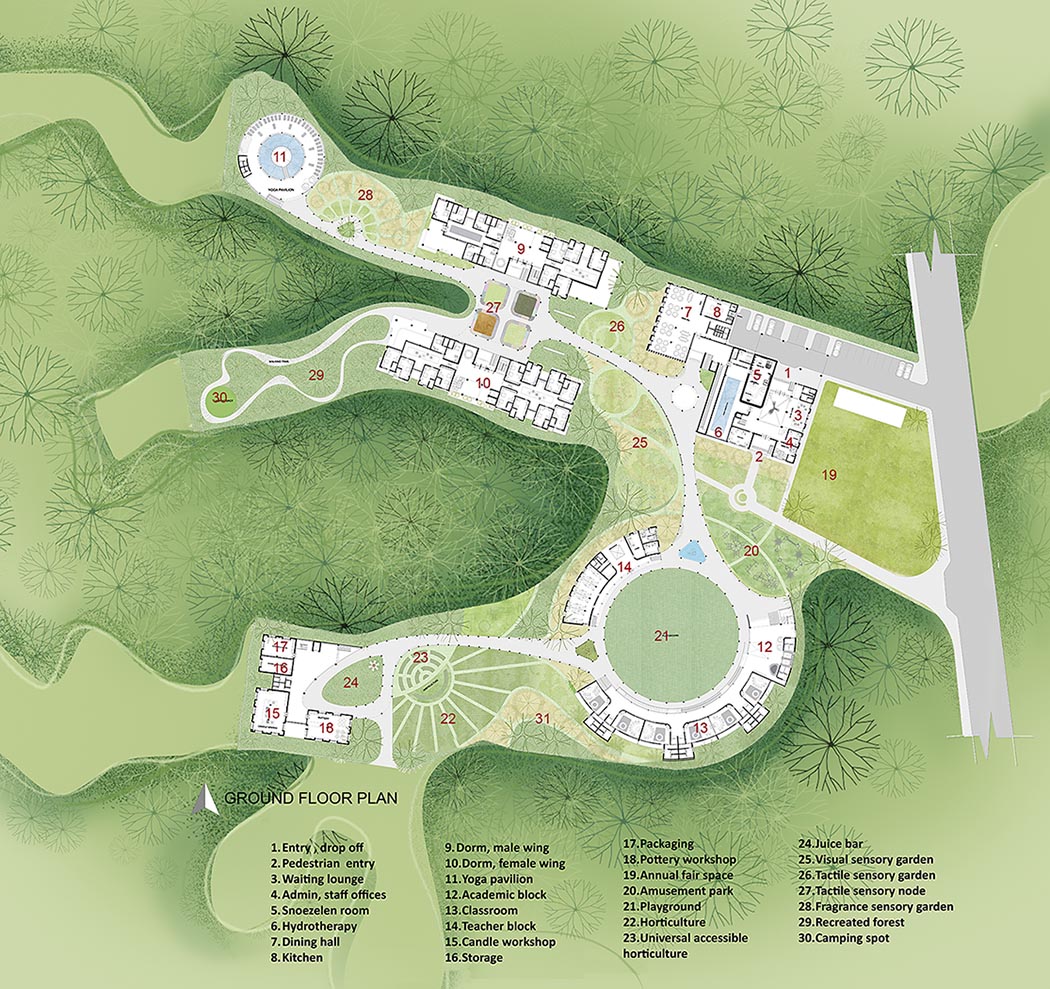 11
YOGA PAVILION
28
9
27
26
7
8
5
1
3
4
6
2
10
29
30
25
19
20
14
21
12
17
16
23
24
15
18
22
31
13
GROUND FLOOR PLAN
1. Entry , drop off
2. Pedestrian entry
3. Waiting lounge
4. Admin, staff offices
5. Snoezelen room
6. Hydrotherapy
7. Dining hall
8. Kitchen
9. Dorm, male wing
10. Dorm, female wing
11. Yoga pavilion
12. Academic block
13. Classroom
14. Teacher block
15. Candle workshop
16. Storage
17. Packaging
18. Pottery workshop
19. Annual fair space
20. Amusement park
21. Playground
22. Horticulture
23. Universal accessible
horticulture
24. Juice bar
25. Visual sensory garden
26. Tactile sensory garden
27. Tactile sensory node
28. Fragrance sensory garden
29. Recreated forest
30. Camping spot